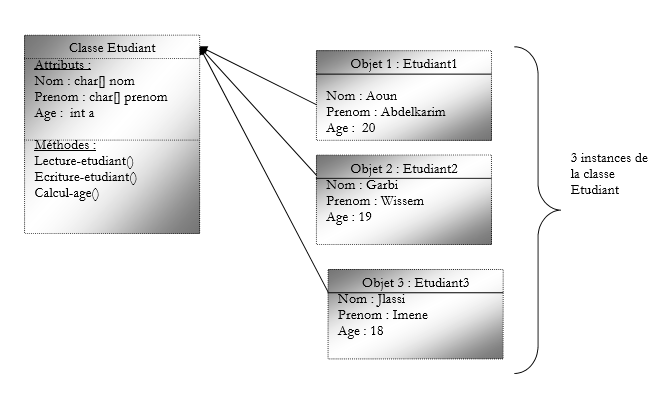 Classe Etudiant
Attributs :
Nom : char[] nom
Prenom : char[] prenom
Age :  int a
Méthodes :
Lecture-etudiant()
Ecriture-etudiant()
Calcul-age()
Objet 1 : Etudiant1
Nom : Aoun
Prenom : Abdelkarim
Age :  20
Objet 2 : Etudiant2
Nom : Garbi
Prenom : Wissem
Age : 19
Objet 3 : Etudiant3
Nom : Jlassi
Prenom : Imene
Age : 18
3 instances de
la classe
Etudiant